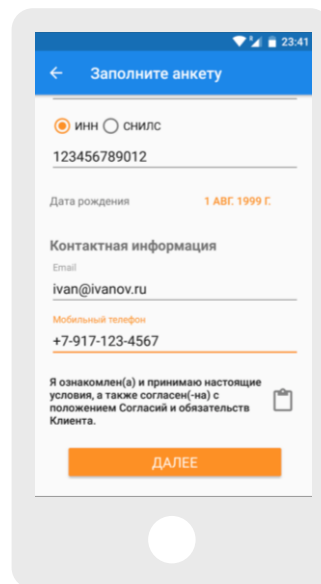 23:41
Заполните анкету
ИНН СНИЛС
123456789012
Дата рождения 1 АВГ. 1999 Г.
Контактная информация
Email
ivan@ivanov.ru
Мобильный телефон
+7-917-123-4567
Я ознакомлен(а) и принимаю настоящие
условия, а также согласен(-на) с
положением Согласий и обязательств
Клиента.
ДАЛЕЕ